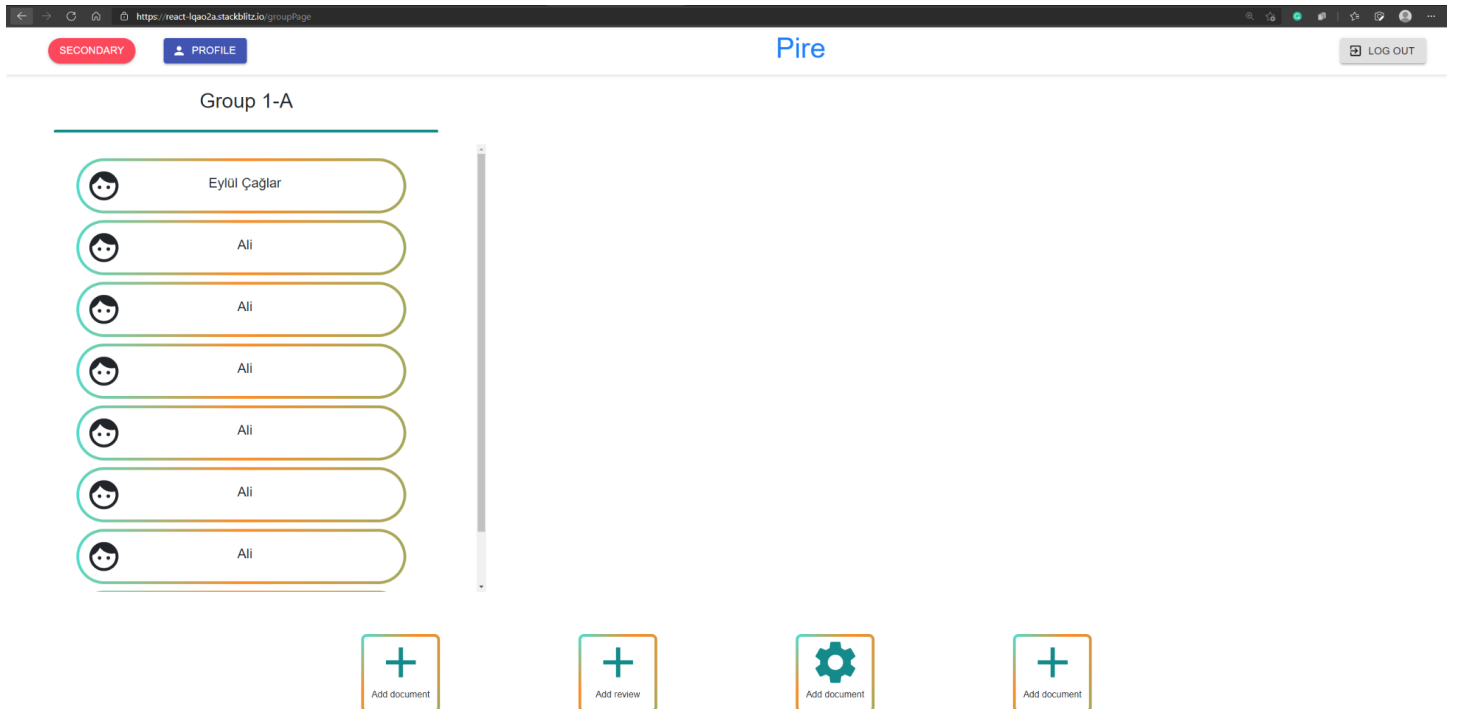 https://react-lqao2a.stackblitz.io/groupPage
SECONDARY
PROFILE
Pire
LOG OUT
Group 1-A
Eylül Çağlar
Ali
Ali
Ali
Ali
Ali
Ali
Add document
Add review
Add document
Add document